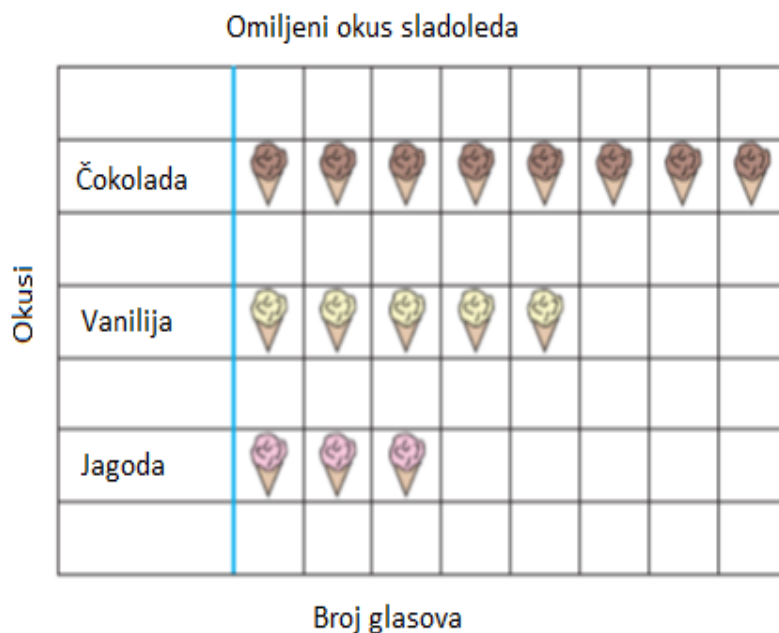 Omiljeni okus sladoleda
Čokolada
Vanilija
Jagoda
Okusi
Broj glasova